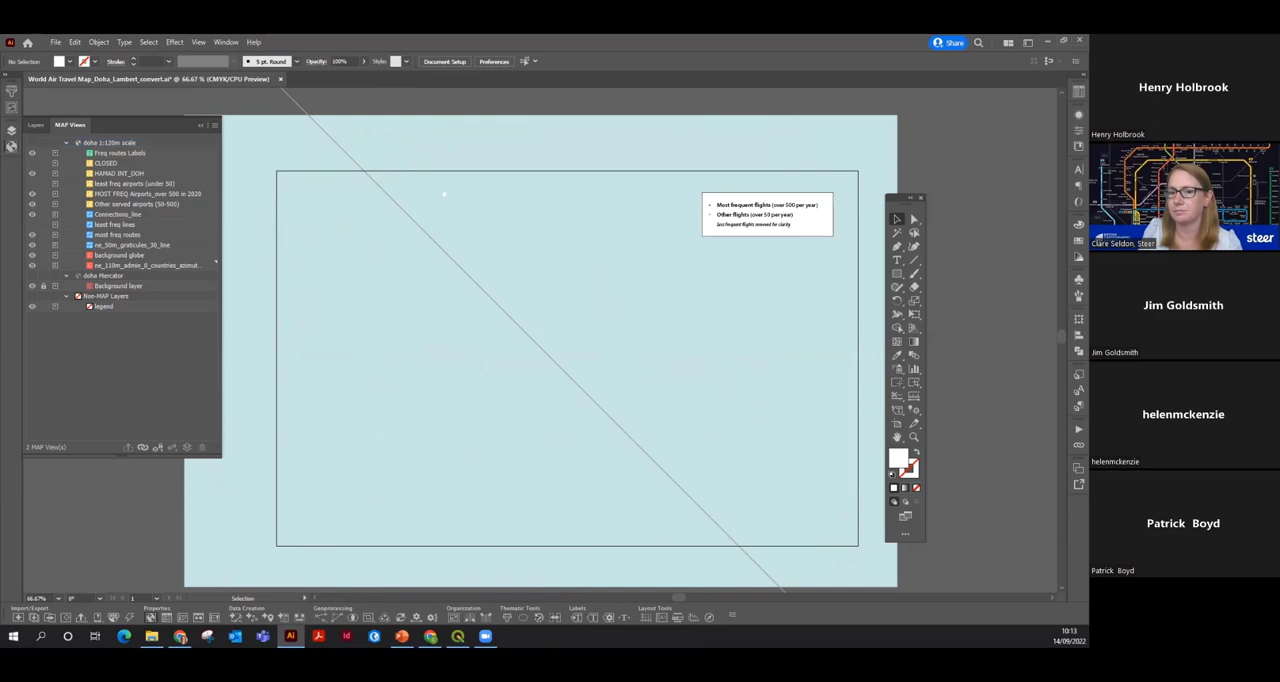 Ai File Edit Object Type Select Effect View Window Help
Share
No Selection Stroke: 5 pt. Round Opacity: 100% Style: Document Setup Preferences
World Air Travel Map_Doha_Lambert_convert.ai* @ 66.67 % (CMYK/CPU Preview)
Layers MAP Views
doha 1:120m scale
Freq routes Labels
CLOSED
HAMAD INT_DOH
least freq airports (under 50)
MOST FREQ Airports_over 500 in 2020
Other served airports (50-500)
Connections_line
least freq lines
most freq routes
ne_50m_graticules_30_line
background globe
ne_110m_admin_0_countries_azimut...
doha Mercator
Background layer
Non-MAP Layers
legend
2 MAP View(s)
Most frequent flights (over 500 per year)
Other flights (over 50 per year)
Less frequent flights removed for clarity
66.67% 0° 1 Selection
Import/Export Properties Data Creation Geoprocessing Organization Thematic Tools Labels Layout Tools
10:13
14/09/2022
Henry Holbrook
Henry Holbrook
steer
Clare Seldon, Steer
Jim Goldsmith
Jim Goldsmith
helenmckenzie
helenmckenzie
Patrick Boyd
Patrick Boyd